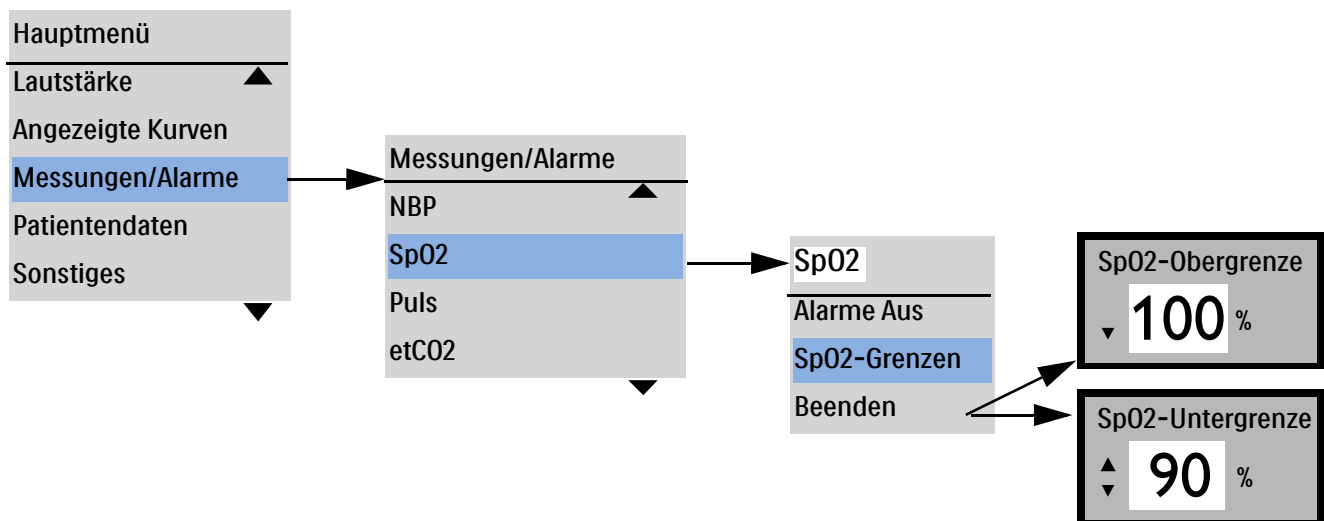 Hauptmenü
Lautstärke
Angezeigte Kurven
Messungen/Alarme
Patientendaten
Sonstiges
Messungen/Alarme
NBP
SpO2
Puls
etCO2
SpO2
Alarme Aus
SpO2-Grenzen
Beenden
SpO2-Obergrenze
100 %
SpO2-Untergrenze
90 %